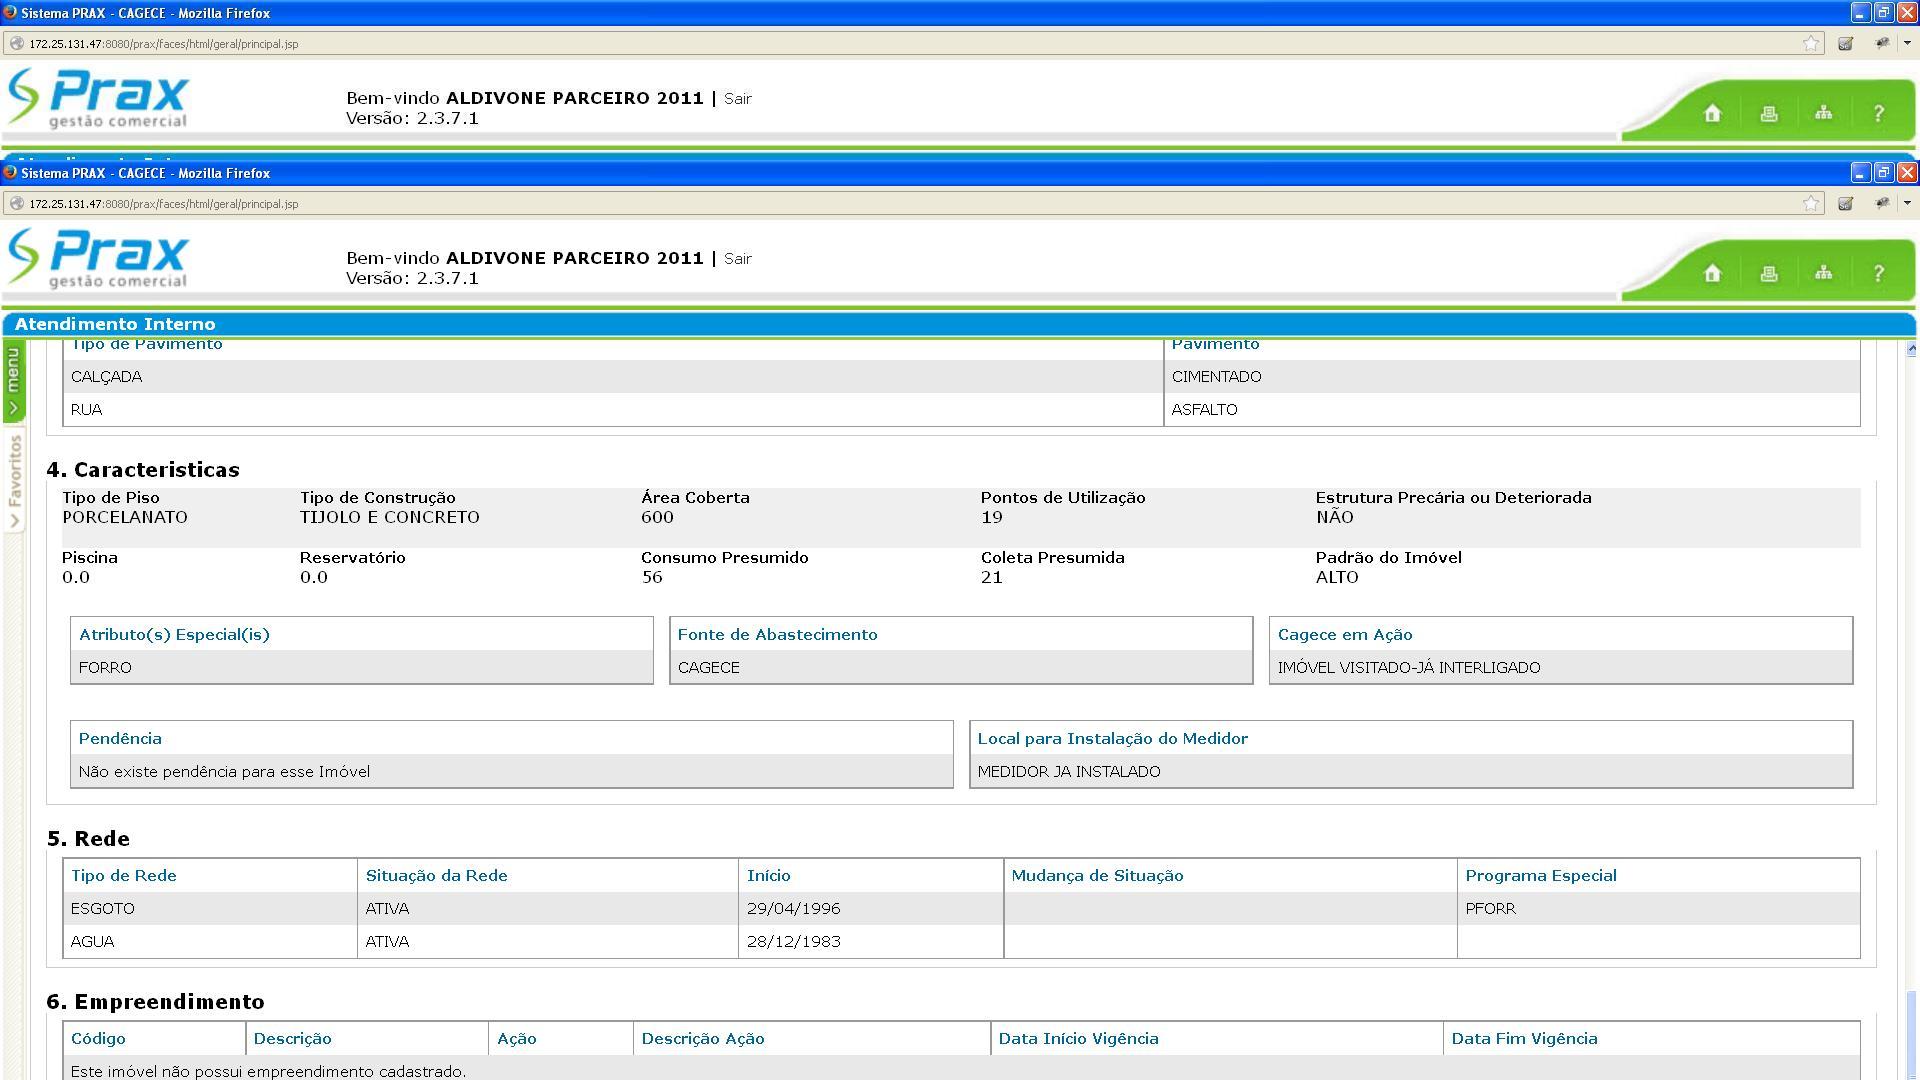 Sistema PRAX - CAGECE - Mozilla Firefox
172.25.131.47:8080/prax/faces/html/geral/principal.jsp
Prax
gestão comercial
Bem-vindo ALDIVONE PARCEIRO 2011 | Sair
Versão: 2.3.7.1
?
Sistema PRAX - CAGECE - Mozilla Firefox
172.25.131.47:8080/prax/faces/html/geral/principal.jsp
Prax
gestão comercial
Bem-vindo ALDIVONE PARCEIRO 2011 | Sair
Versão: 2.3.7.1
?
Atendimento Interno
menu
Favoritos
Tipo de Pavimento Pavimento
CALÇADA CIMENTADO
RUA ASFALTO
4. Caracteristicas
Tipo de Piso Tipo de Construção Área Coberta Pontos de Utilização Estrutura Precária ou Deteriorada
PORCELANATO TIJOLO E CONCRETO 600 19 NÃO
Piscina Reservatório Consumo Presumido Coleta Presumida Padrão do Imóvel
0.0 0.0 56 21 ALTO
Atributo(s) Especial(is) Fonte de Abastecimento Cagece em Ação
FORRO CAGECE IMÓVEL VISITADO-JÁ INTERLIGADO
Pendência Local para Instalação do Medidor
Não existe pendência para esse Imóvel MEDIDOR JA INSTALADO
5. Rede
Tipo de Rede Situação da Rede Início Mudança de Situação Programa Especial
ESGOTO ATIVA 29/04/1996 PFORR
AGUA ATIVA 28/12/1983
6. Empreendimento
Código Descrição Ação Descrição Ação Data Início Vigência Data Fim Vigência
Este imóvel não possui empreendimento cadastrado.